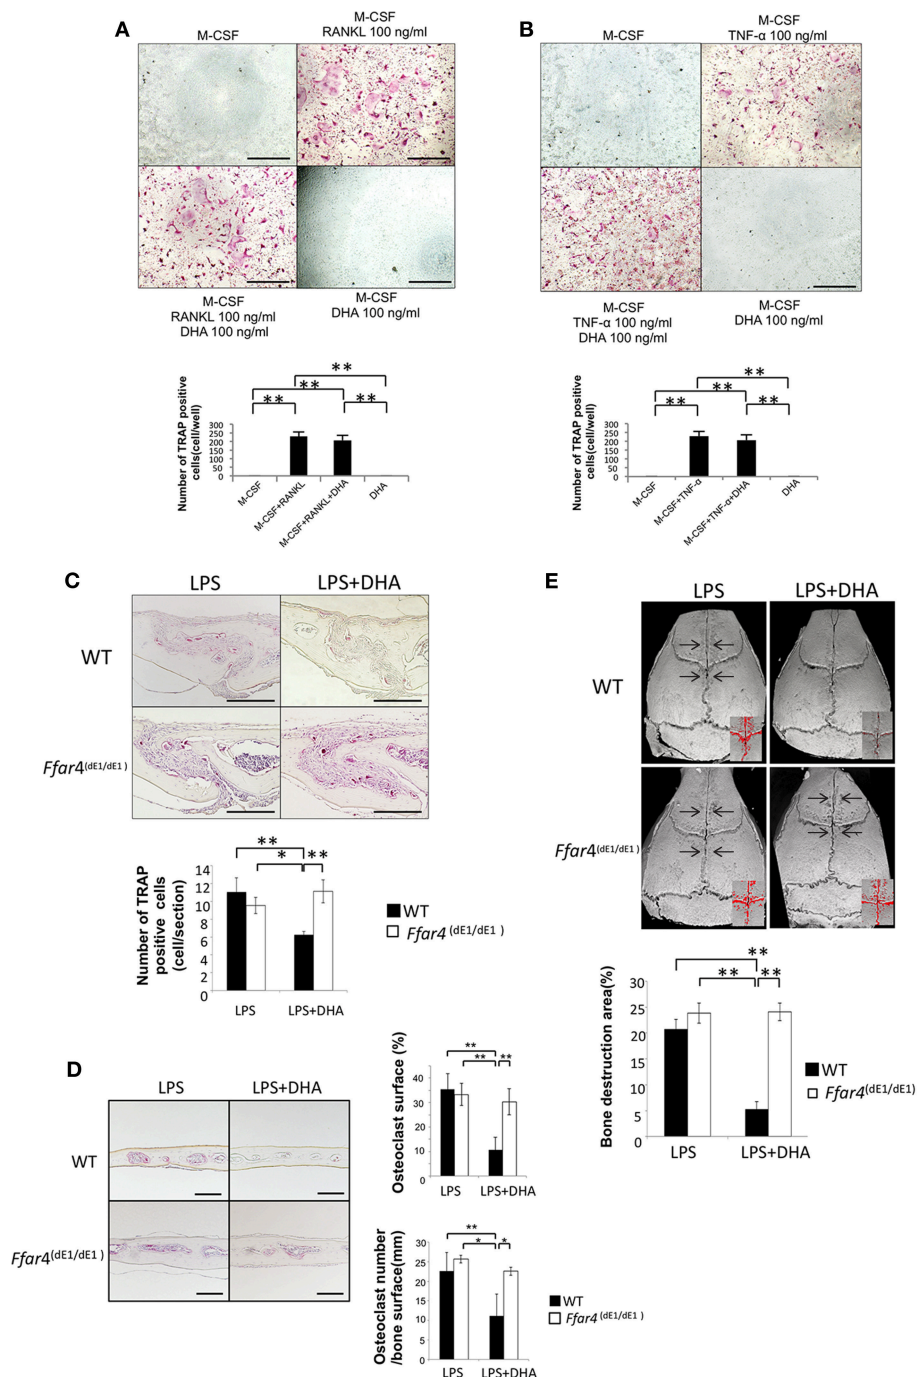 A
M-CSF
M-CSF
RANKL 100 ng/ml
M-CSF
RANKL 100 ng/ml
DHA 100 ng/ml
M-CSF
DHA 100 ng/ml
Number of TRAP positive
cells(cell/well)
300
250
200
150
100
50
0
**
**
**
**
M-CSF
M-CSF+RANKL
M-CSF+RANKL+DHA
DHA
B
M-CSF
M-CSF
TNF-α 100 ng/ml
M-CSF
TNF-α 100 ng/ml
DHA 100 ng/ml
M-CSF
DHA 100 ng/ml
Number of TRAP positive
cells(cell/well)
300
250
200
150
100
50
0
**
**
**
**
M-CSF
M-CSF+TNF-α
M-CSF+TNF-α+DHA
DHA
C
LPS
LPS+DHA
WT
Ffar4(dE1/dE1)
Number of TRAP
positive cells
(cell/section)
14
12
10
8
6
4
2
0
**
*
**
LPS
LPS+DHA
WT
Ffar4 (dE1/dE1)
D
LPS
LPS+DHA
WT
Ffar4(dE1/dE1)
Osteoclast surface (%)
40
30
20
10
0
**
**
**
LPS
LPS+DHA
Osteoclast number
/bone surface(mm)
30
25
20
15
10
5
0
**
*
*
LPS
LPS+DHA
WT
Ffar4 (dE1/dE1)
E
LPS
LPS+DHA
WT
Ffar4(dE1/dE1)
Bone destruction area(%)
30
25
20
15
10
5
0
**
**
**
LPS
LPS+DHA
WT
Ffar4(dE1/dE1)